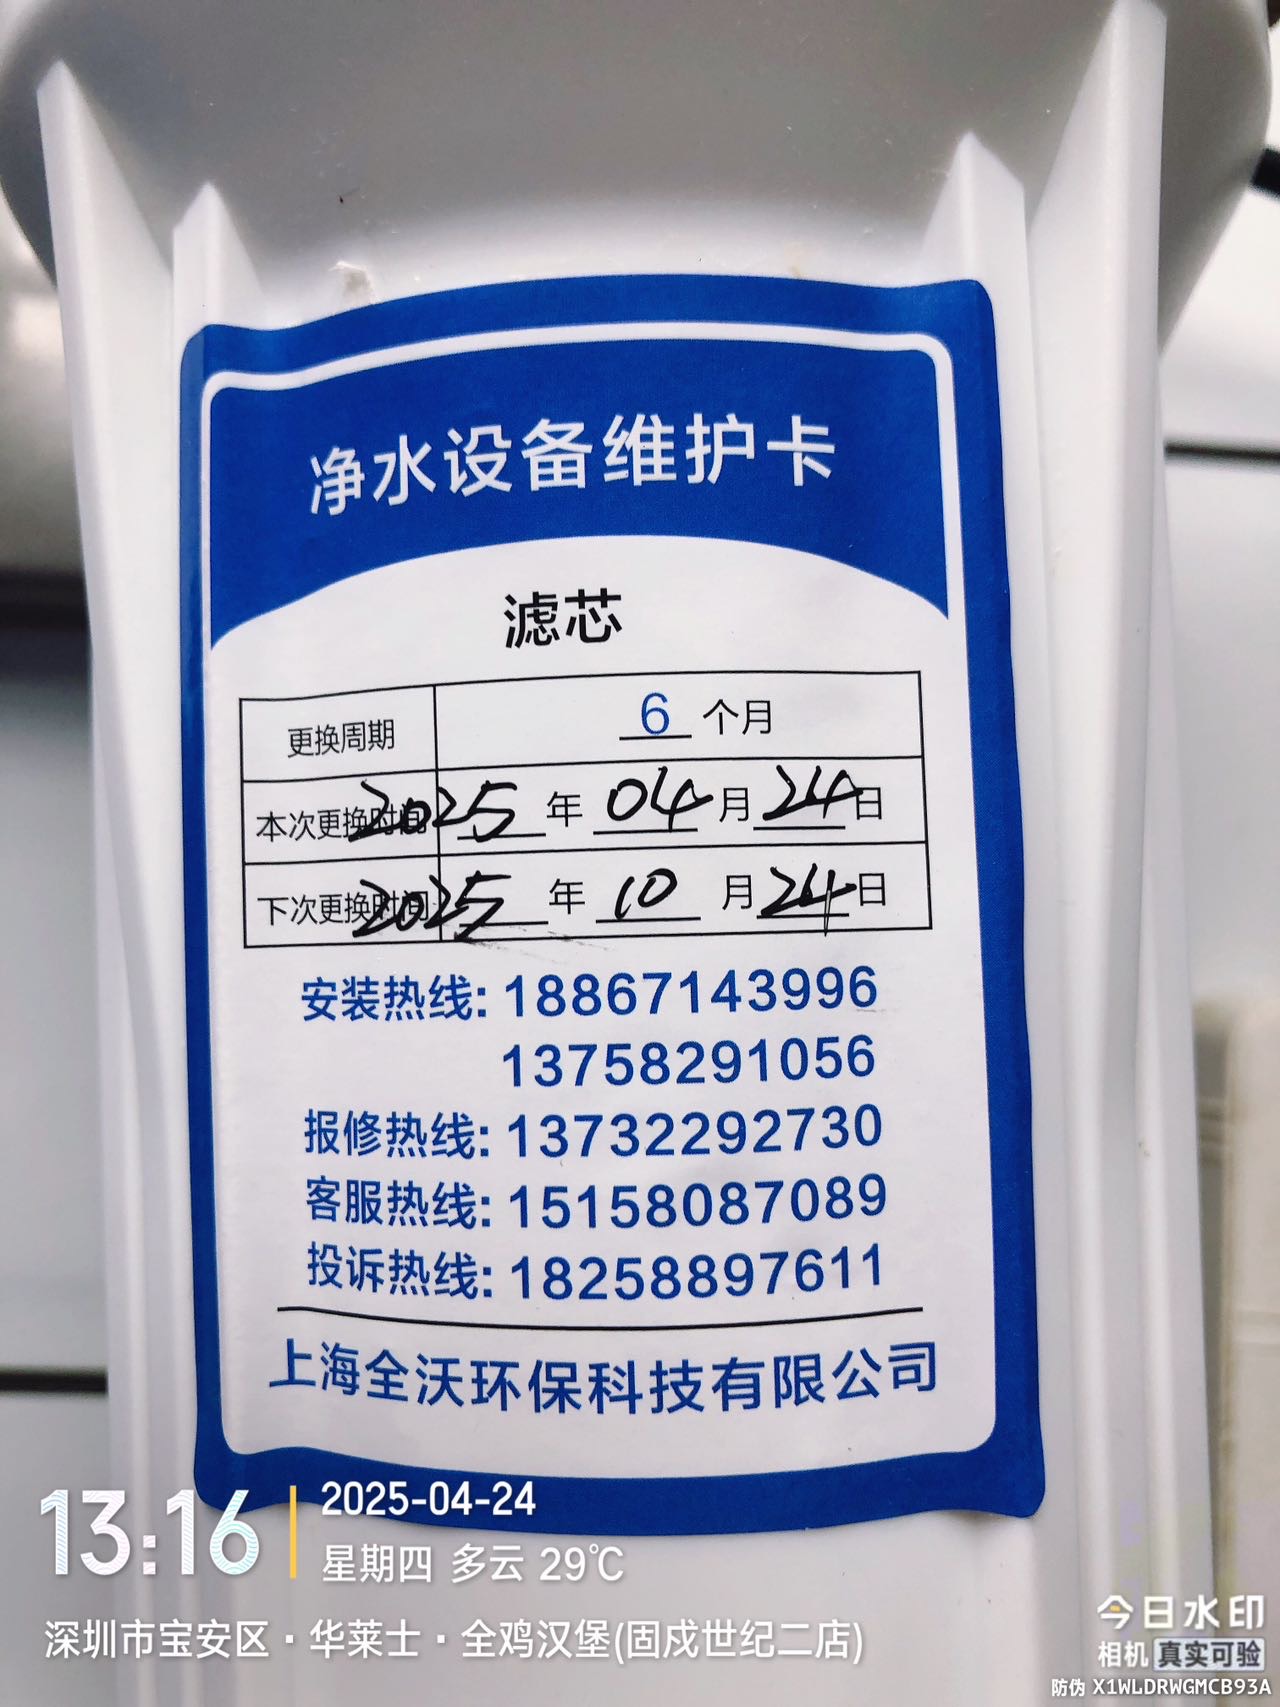 净水设备维护卡
滤芯
更换周期 6 个月
本次更换时间 2025 年 04 月 24 日
下次更换时间 2025 年 10 月 24 日
安装热线: 18867143996
13758291056
报修热线: 13732292730
客服热线: 15158087089
投诉热线: 18258897611
上海全沃环保科技有限公司
13:16 2025-04-24
星期四 多云 29℃
深圳市宝安区·华莱士·全鸡汉堡(固戍世纪二店)
今日水印
相机 真实可验
防伪 X1WLDRWGMCB93A